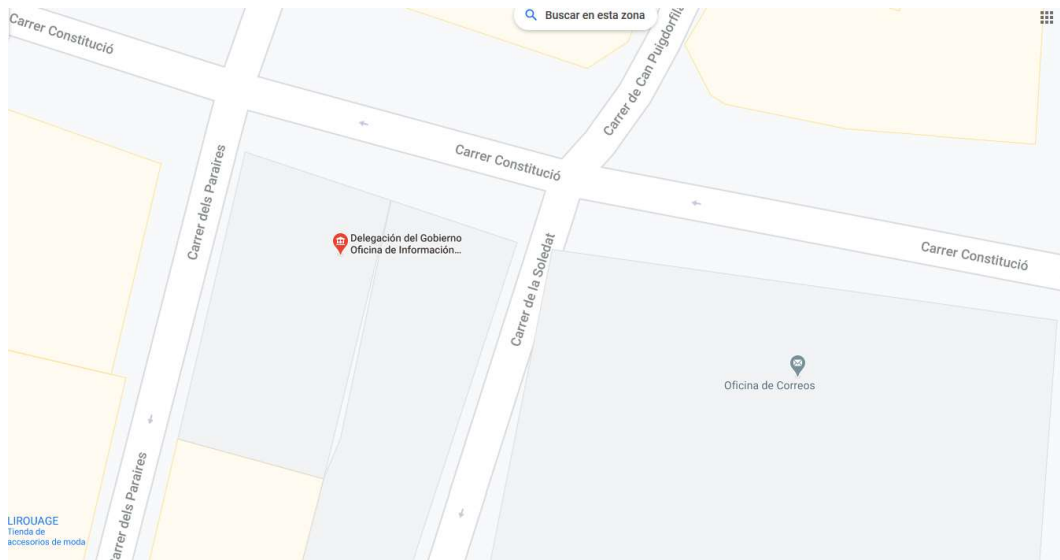 Buscar en esta zona
Carrer Constitució
Carrer de Can Puigdorfila
Carrer Constitució
Carrer dels Paraires
Delegación del Gobierno
Oficina de Información...
Carrer de la Soledat
Carrer Constitució
Oficina de Correos
Carrer dels Paraires
LIROUAGE
Tienda de
accesorios de moda